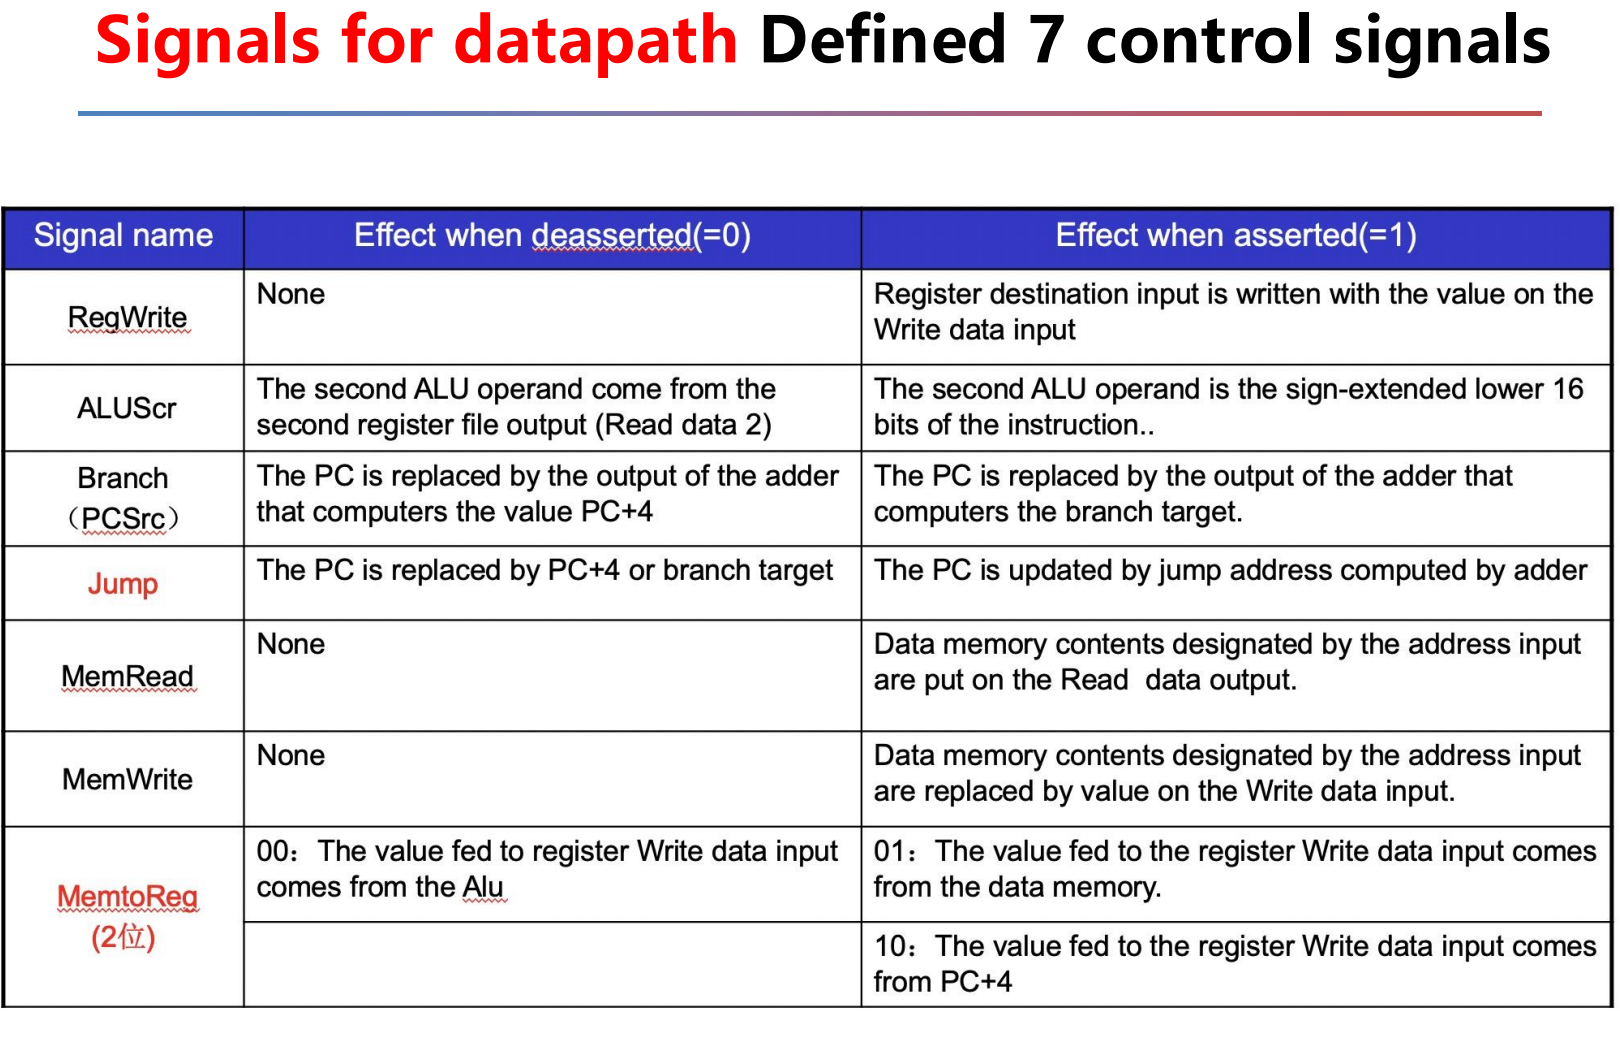 Signals for datapath Defined 7 control signals
Signal name
Effect when deasserted(=0)
Effect when asserted(=1)
RegWrite
None
Register destination input is written with the value on the
Write data input
ALUScr
The second ALU operand come from the
second register file output (Read data 2)
The second ALU operand is the sign-extended lower 16
bits of the instruction..
Branch
（PCSrc）
The PC is replaced by the output of the adder
that computers the value PC+4
The PC is replaced by the output of the adder that
computers the branch target.
Jump
The PC is replaced by PC+4 or branch target
The PC is updated by jump address computed by adder
MemRead
None
Data memory contents designated by the address input
are put on the Read  data output.
MemWrite
None
Data memory contents designated by the address input
are replaced by value on the Write data input.
MemtoReg
(2位)
00：The value fed to register Write data input
comes from the Alu
01：The value fed to the register Write data input comes
from the data memory.
10：The value fed to the register Write data input comes
from PC+4